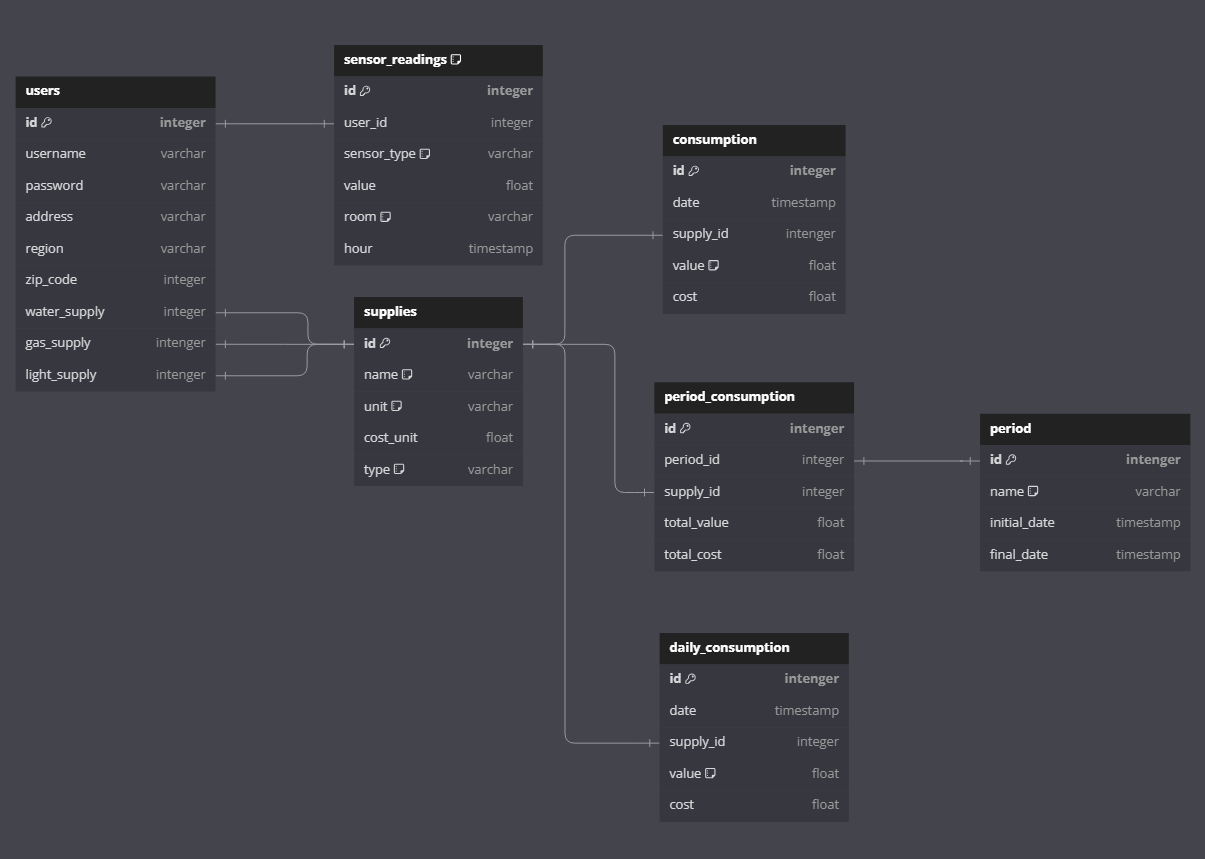 users
id integer
username varchar
password varchar
address varchar
region varchar
zip_code integer
water_supply integer
gas_supply intenger
light_supply intenger
sensor_readings
id integer
user_id integer
sensor_type varchar
value float
room varchar
hour timestamp
supplies
id integer
name varchar
unit varchar
cost_unit float
type varchar
consumption
id integer
date timestamp
supply_id intenger
value float
cost float
period_consumption
id intenger
period_id integer
supply_id integer
total_value float
total_cost float
period
id intenger
name varchar
initial_date timestamp
final_date timestamp
daily_consumption
id intenger
date timestamp
supply_id integer
value float
cost float